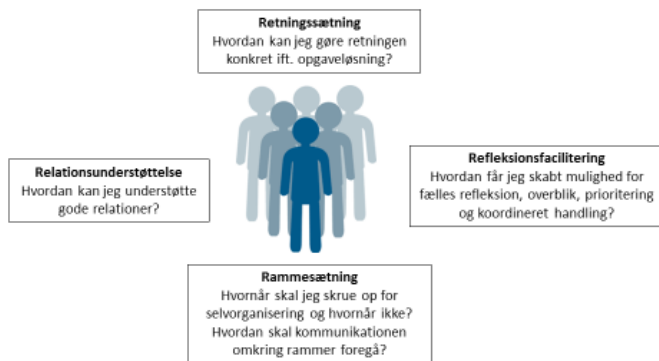 Retningssætning
Hvordan kan jeg gøre retningen
konkret ift. opgaveløsning?
Relationsunderstøttelse
Hvordan kan jeg understøtte
gode relationer?
Refleksionsfacilitering
Hvordan får jeg skabt mulighed for
fælles refleksion, overblik, prioritering
og koordineret handling?
Rammesætning
Hvornår skal jeg skrue op for
selvorganisering og hvornår ikke?
Hvordan skal kommunikationen
omkring rammer foregå?